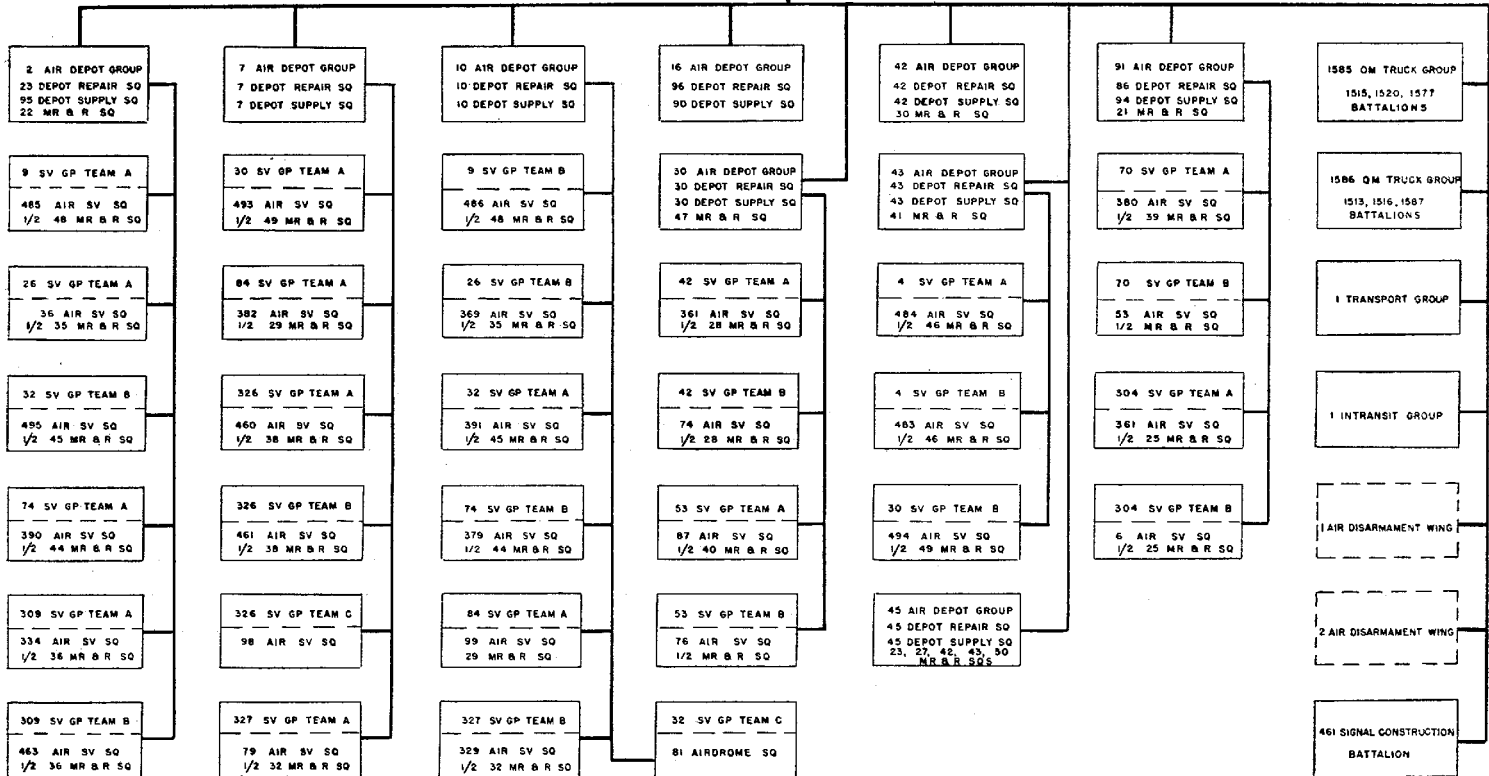 2 AIR DEPOT GROUP
23 DEPOT REPAIR SQ
95 DEPOT SUPPLY SQ
22 MR & R SQ
9 SV GP TEAM A
485 AIR SV SQ
1/2 48 MR & R SQ
26 SV GP TEAM A
36 AIR SV SQ
1/2 35 MR & R SQ
32 SV GP TEAM B
495 AIR SV SQ
1/2 45 MR & R SQ
74 SV GP TEAM A
390 AIR SV SQ
1/2 44 MR & R SQ
309 SV GP TEAM A
334 AIR SV SQ
1/2 36 MR & R SQ
309 SV GP TEAM B
463 AIR SV SQ
1/2 36 MR & R SQ
7 AIR DEPOT GROUP
7 DEPOT REPAIR SQ
7 DEPOT SUPPLY SQ
30 SV GP TEAM A
493 AIR SV SQ
1/2 49 MR & R SQ
84 SV GP TEAM A
382 AIR SV SQ
1/2 29 MR & R SQ
326 SV GP TEAM A
460 AIR SV SQ
1/2 38 MR & R SQ
326 SV GP TEAM B
461 AIR SV SQ
1/2 38 MR & R SQ
326 SV GP TEAM C
98 AIR SV SQ
327 SV GP TEAM A
79 AIR SV SQ
1/2 32 MR & R SQ
10 AIR DEPOT GROUP
10 DEPOT REPAIR SQ
10 DEPOT SUPPLY SQ
9 SV GP TEAM B
486 AIR SV SQ
1/2 48 MR & R SQ
26 SV GP TEAM B
369 AIR SV SQ
1/2 35 MR & R SQ
32 SV GP TEAM A
391 AIR SV SQ
1/2 45 MR & R SQ
74 SV GP TEAM B
379 AIR SV SQ
1/2 44 MR & R SQ
84 SV GP TEAM A
99 AIR SV SQ
29 MR & R SQ
327 SV GP TEAM B
329 AIR SV SQ
1/2 32 MR & R SQ
16 AIR DEPOT GROUP
96 DEPOT REPAIR SQ
90 DEPOT SUPPLY SQ
30 AIR DEPOT GROUP
30 DEPOT REPAIR SQ
30 DEPOT SUPPLY SQ
47 MR & R SQ
42 SV GP TEAM A
361 AIR SV SQ
1/2 28 MR & R SQ
42 SV GP TEAM B
74 AIR SV SQ
1/2 28 MR & R SQ
53 SV GP TEAM A
87 AIR SV SQ
1/2 40 MR & R SQ
53 SV GP TEAM B
76 AIR SV SQ
1/2 MR & R SQ
32 SV GP TEAM C
81 AIRDROME SQ
42 AIR DEPOT GROUP
42 DEPOT REPAIR SQ
42 DEPOT SUPPLY SQ
30 MR & R SQ
43 AIR DEPOT GROUP
43 DEPOT REPAIR SQ
43 DEPOT SUPPLY SQ
41 MR & R SQ
4 SV GP TEAM A
484 AIR SV SQ
1/2 46 MR & R SQ
4 SV GP TEAM B
483 AIR SV SQ
1/2 46 MR & R SQ
30 SV GP TEAM B
494 AIR SV SQ
1/2 49 MR & R SQ
45 AIR DEPOT GROUP
45 DEPOT REPAIR SQ
45 DEPOT SUPPLY SQ
23, 27, 42, 43, 50
MR & R SQS
91 AIR DEPOT GROUP
86 DEPOT REPAIR SQ
94 DEPOT SUPPLY SQ
21 MR & R SQ
70 SV GP TEAM A
380 AIR SV SQ
1/2 39 MR & R SQ
70 SV GP TEAM B
53 AIR SV SQ
1/2 MR & R SQ
304 SV GP TEAM A
361 AIR SV SQ
1/2 25 MR & R SQ
304 SV GP TEAM B
6 AIR SV SQ
1/2 25 MR & R SQ
1585 QM TRUCK GROUP
1515, 1520, 1577
BATTALIONS
1586 QM TRUCK GROUP
1513, 1516, 1587
BATTALIONS
1 TRANSPORT GROUP
1 INTRANSIT GROUP
1 AIR DISARMAMENT WING
2 AIR DISARMAMENT WING
461 SIGNAL CONSTRUCTION
BATTALION